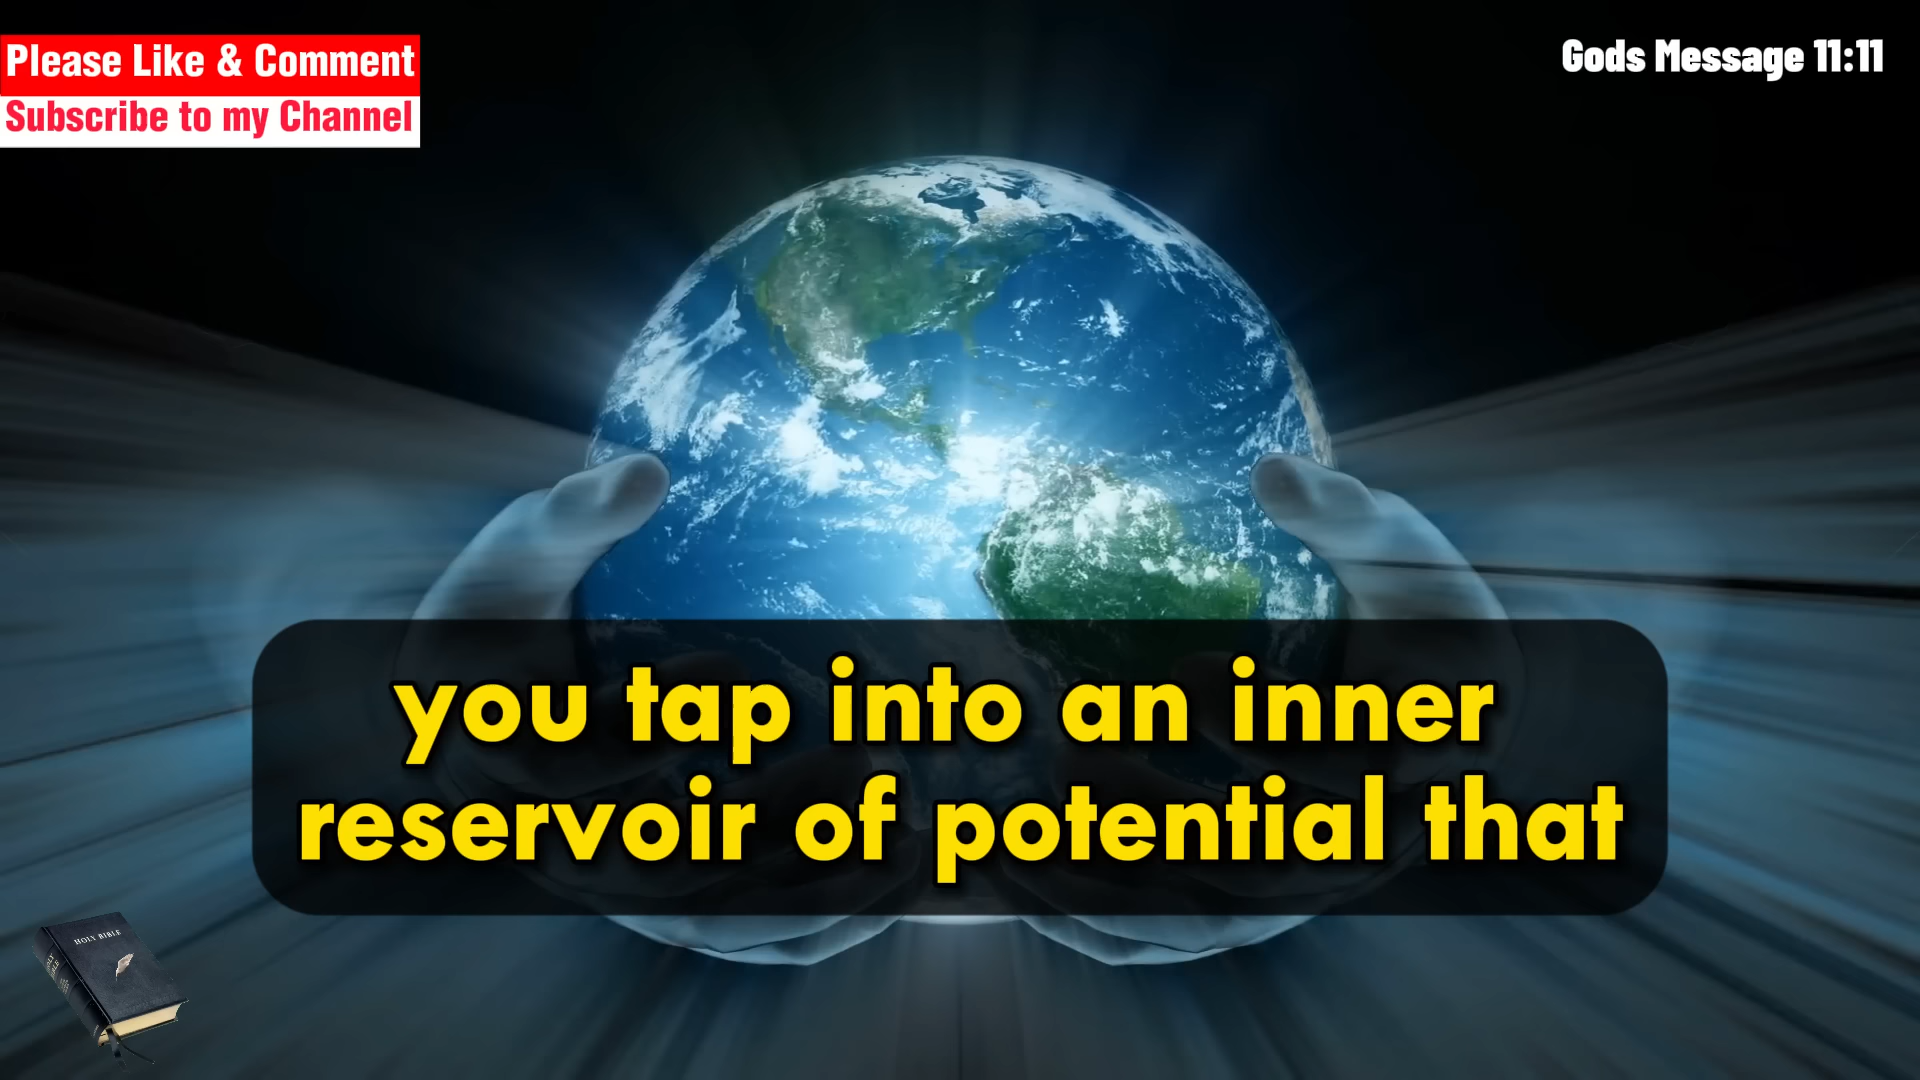 Please Like & Comment
Subscribe to my Channel
Gods Message 11:11
you tap into an inner
reservoir of potential that
HOLY BIBLE